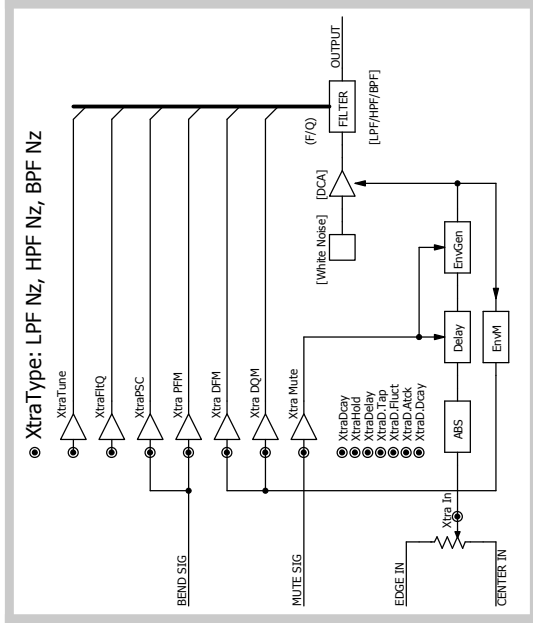 XtraType: LPF Nz, HPF Nz, BPF Nz
XtraTune
XtraFltQ
XtraPSC
Xtra PFM
Xtra DFM
Xtra DQM
Xtra Mute
BEND SIG
MUTE SIG
XtraDcay
XtraHold
XtraDelay
XtraD.Tap
XtraD.Fluct
XtraD.Atck
XtraD.Dcay
EDGE IN
CENTER IN
Xtra In
ABS
Delay
EnvGen
EnvM
[White Noise]
[DCA]
(F/Q)
FILTER
[LPF/HPF/BPF]
OUTPUT